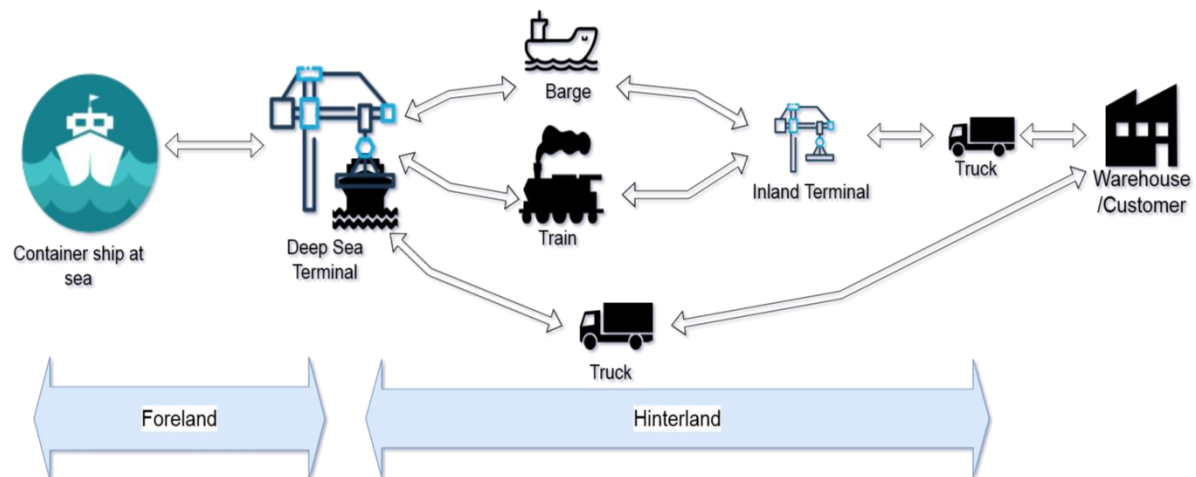 Container ship at
sea
Deep Sea
Terminal
Barge
Train
Truck
Inland Terminal
Truck
Warehouse
/Customer
Foreland
Hinterland